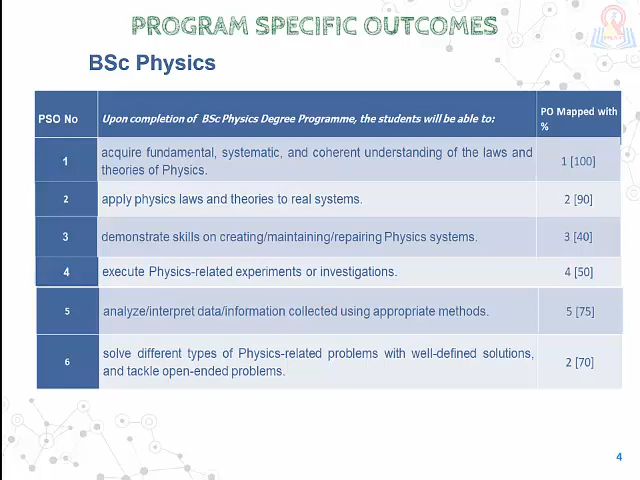 PROGRAM SPECIFIC OUTCOMES
BSc Physics
PSO No
Upon completion of BSc Physics Degree Programme, the students will be able to:
PO Mapped with
%
1
acquire fundamental, systematic, and coherent understanding of the laws and
theories of Physics.
1 [100]
2
apply physics laws and theories to real systems.
2 [90]
3
demonstrate skills on creating/maintaining/repairing Physics systems.
3 [40]
4
execute Physics-related experiments or investigations.
4 [50]
5
analyze/interpret data/information collected using appropriate methods.
5 [75]
6
solve different types of Physics-related problems with well-defined solutions,
and tackle open-ended problems.
2 [70]
4